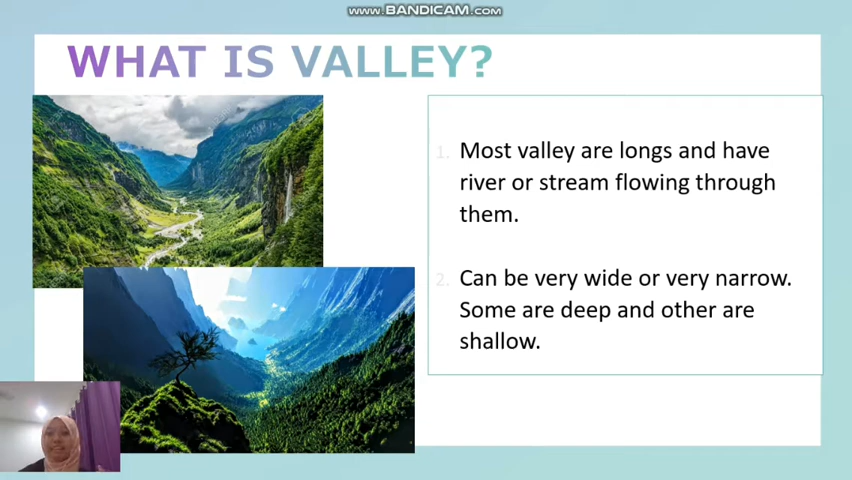 WWW.BANDICAM.COM
WHAT IS VALLEY?
1. Most valley are longs and have
river or stream flowing through
them.
2. Can be very wide or very narrow.
Some are deep and other are
shallow.